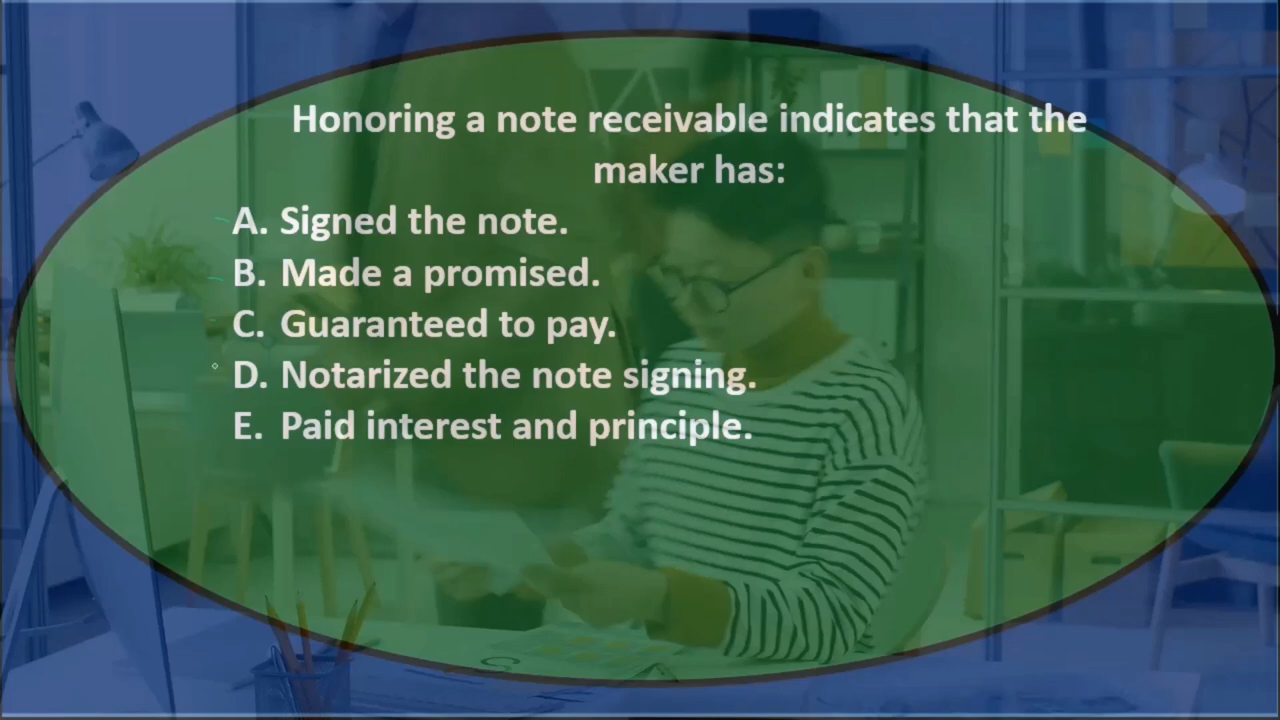 Honoring a note receivable indicates that the
maker has:
A. Signed the note.
B. Made a promised.
C. Guaranteed to pay.
D. Notarized the note signing.
E. Paid interest and principle.